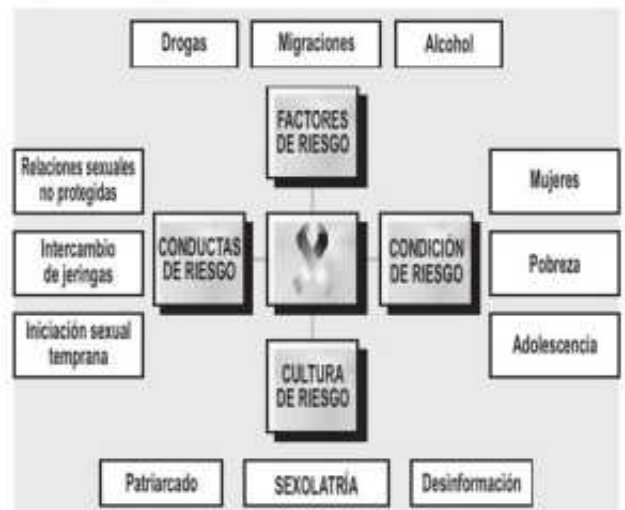 Drogas
Migraciones
Alcohol
FACTORES
DE RIESGO
Relaciones sexuales
no protegidas
Intercambio
de jeringas
Iniciación sexual
temprana
CONDUCTAS
DE RIESGO
CONDICIÓN
DE RIESGO
Mujeres
Pobreza
Adolescencia
CULTURA
DE RIESGO
Patriarcado
SEXOLATRÍA
Desinformación